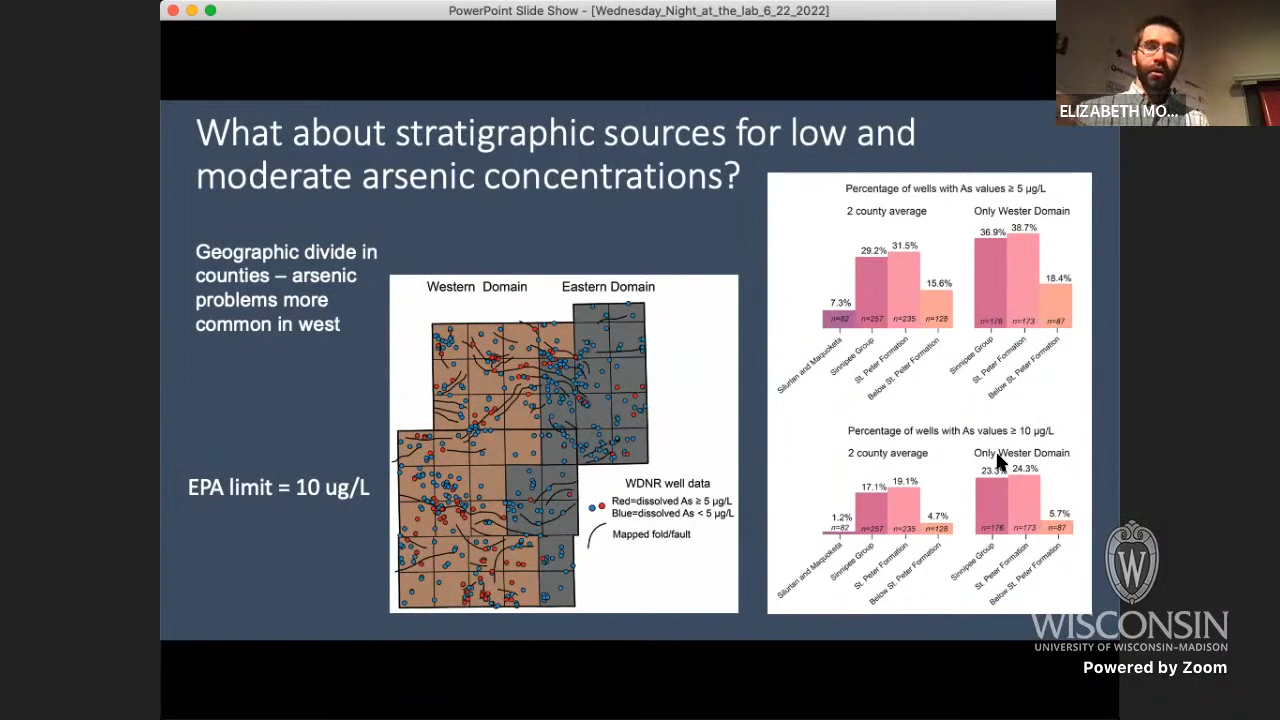 PowerPoint Slide Show - [Wednesday_Night_at_the_lab_6_22_2022]
ELIZABETH MO...
What about stratigraphic sources for low and
moderate arsenic concentrations?
Geographic divide in
counties – arsenic
problems more
common in west
EPA limit = 10 ug/L
Western Domain
Eastern Domain
WDNR well data
Red=dissolved As ≥ 5 µg/L
Blue=dissolved As < 5 µg/L
Mapped fold/fault
Percentage of wells with As values ≥ 5 µg/L
2 county average
Only Wester Domain
7.3%
29.2%
31.5%
15.6%
36.9%
38.7%
18.4%
n=82
n=257
n=235
n=128
n=176
n=173
n=87
Silurian and Maquoketa
Sinnipee Group
St. Peter Formation
Below St. Peter Formation
Sinnipee Group
St. Peter Formation
Below St. Peter Formation
Percentage of wells with As values ≥ 10 µg/L
2 county average
Only Wester Domain
1.2%
17.1%
19.1%
4.7%
23.3%
24.3%
5.7%
n=82
n=257
n=235
n=128
n=176
n=173
n=87
Silurian and Maquoketa
Sinnipee Group
St. Peter Formation
Below St. Peter Formation
Sinnipee Group
St. Peter Formation
Below St. Peter Formation
W
WISCONSIN
UNIVERSITY OF WISCONSIN–MADISON
Powered by Zoom